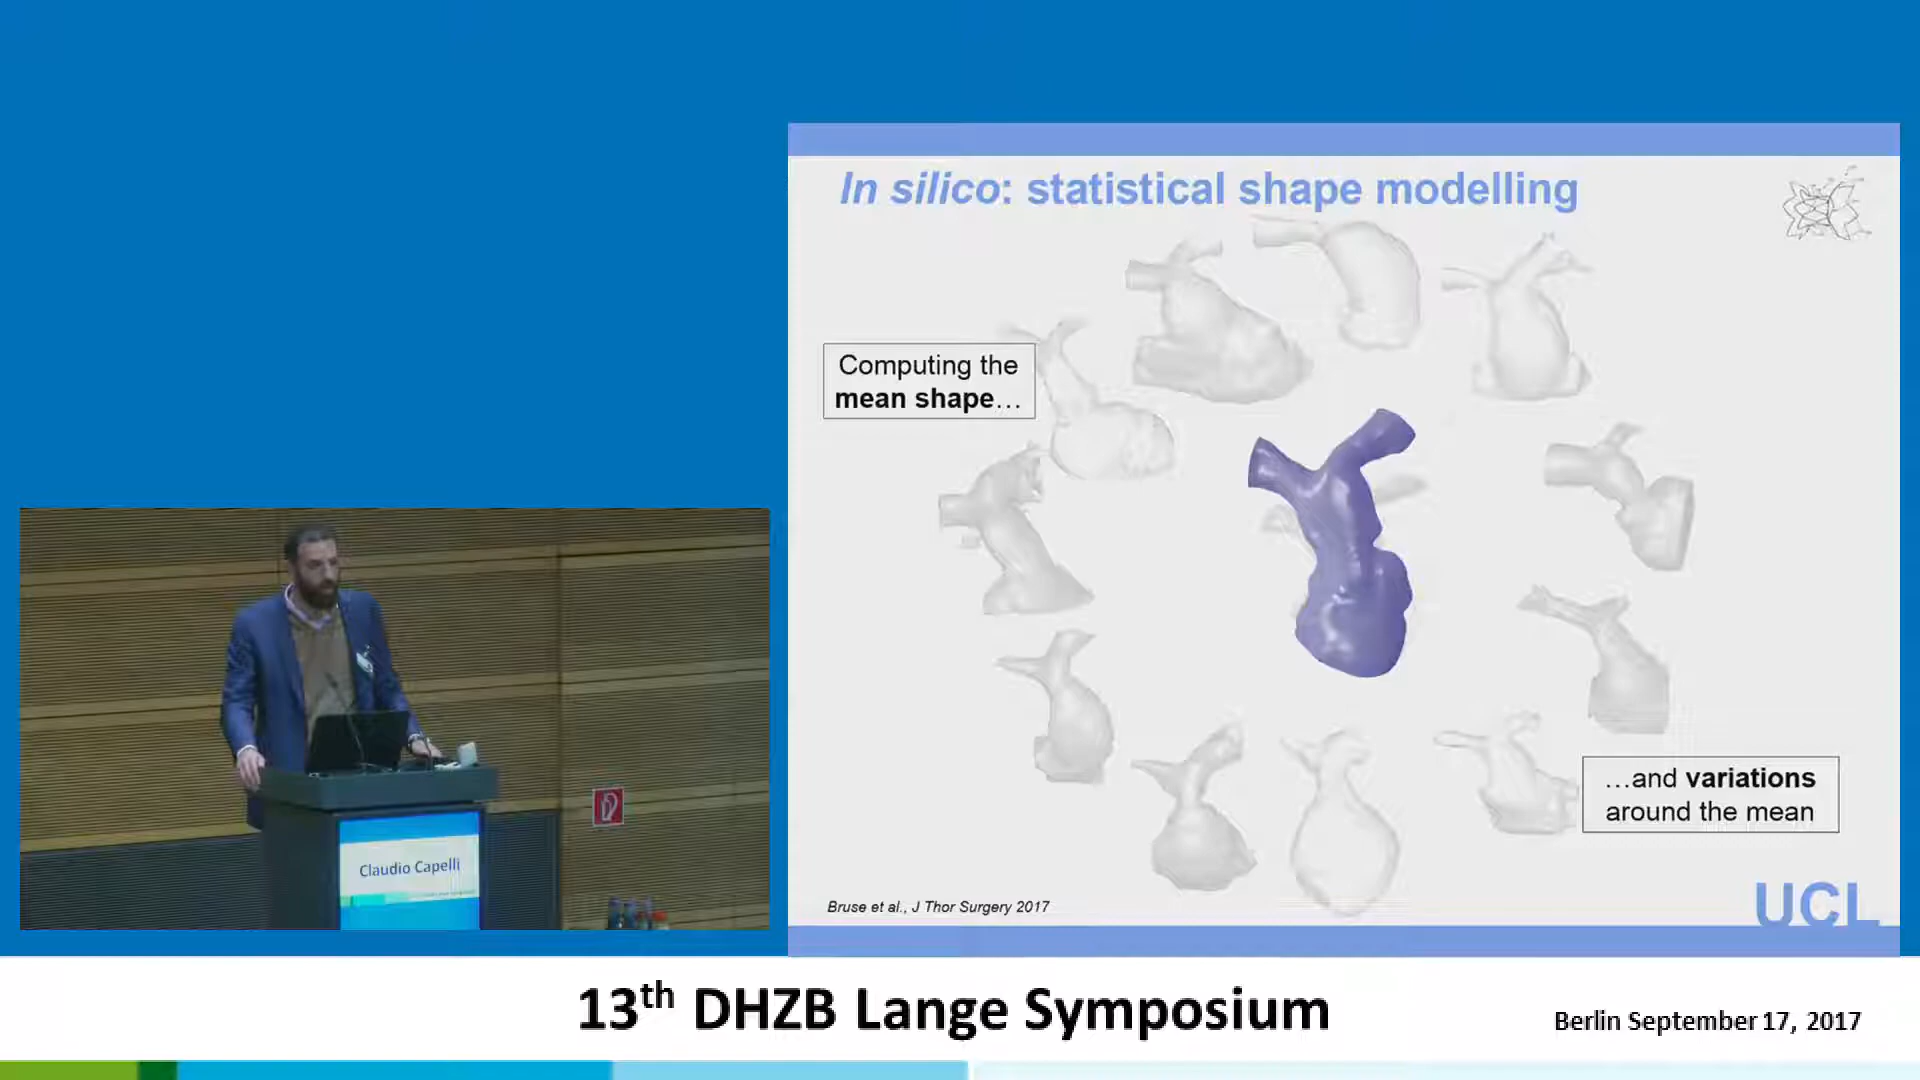 In silico: statistical shape modelling
Computing the
mean shape…
…and variations
around the mean
Bruse et al., J Thor Surgery 2017
UCL
Claudio Capelli
13th DHZB Lange Symposium
Berlin September 17, 2017